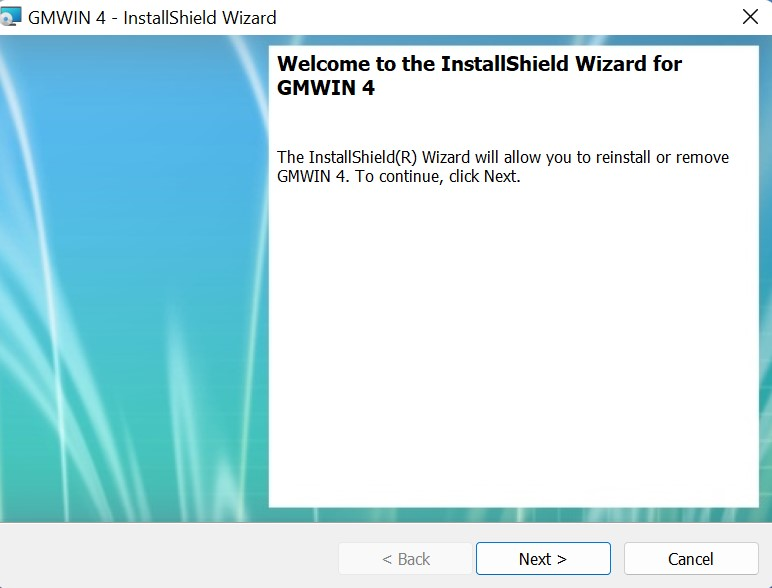 GMWIN 4 - InstallShield Wizard
Welcome to the InstallShield Wizard for
GMWIN 4
The InstallShield(R) Wizard will allow you to reinstall or remove
GMWIN 4. To continue, click Next.
< Back
Next >
Cancel